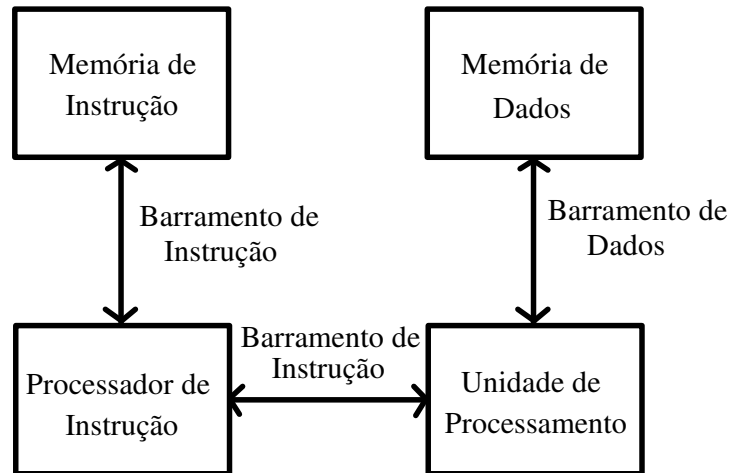 Memória de
Instrução
Memória de
Dados
Barramento de
Instrução
Barramento de
Dados
Processador de
Instrução
Barramento de
Instrução
Unidade de
Processamento